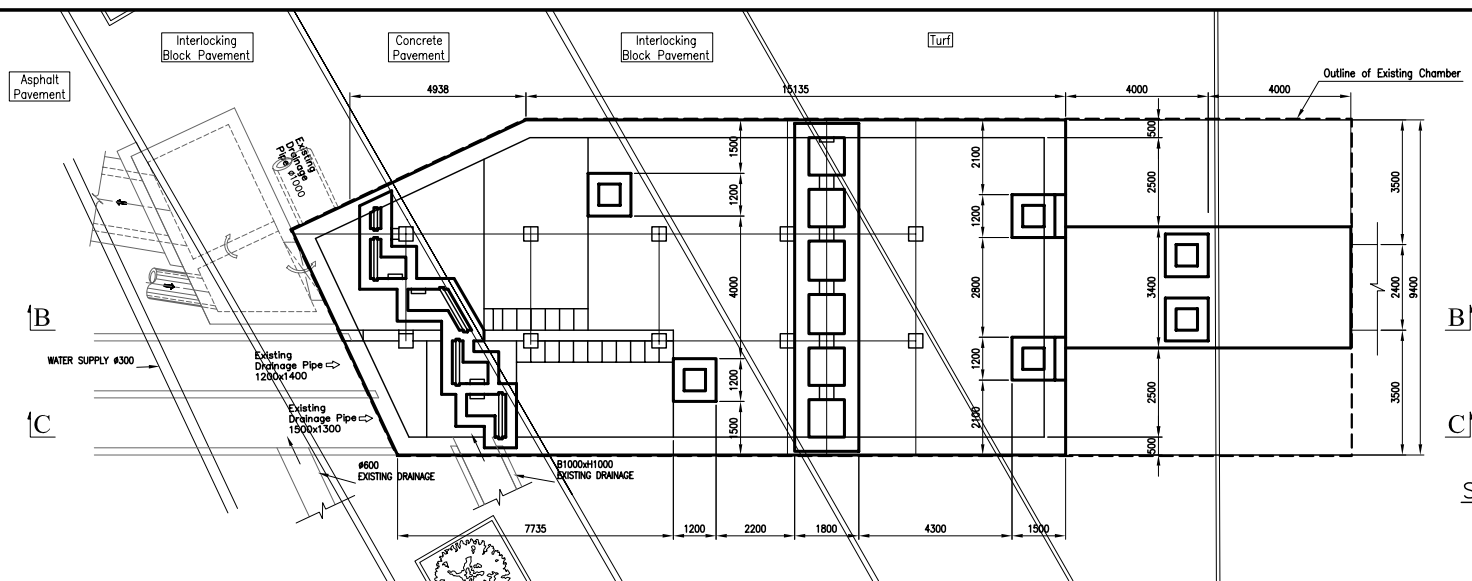 Interlocking
Block Pavement
Concrete
Pavement
Interlocking
Block Pavement
Turf
Asphalt
Pavement
Outline of Existing Chamber
4938
15135
4000
4000
Existing
Drainage
Pipe ø1000
1500
1200
4000
1200
1500
2100
1200
2800
1200
2100
500
2500
3400
2500
500
3500
2400
3500
9400
B
B
WATER SUPPLY ø300
Existing
Drainage Pipe
1200x1400
Existing
Drainage Pipe
1500x1300
C
C
ø600
EXISTING DRAINAGE
B1000xH1000
EXISTING DRAINAGE
S
7735
1200
2200
1800
4300
1500